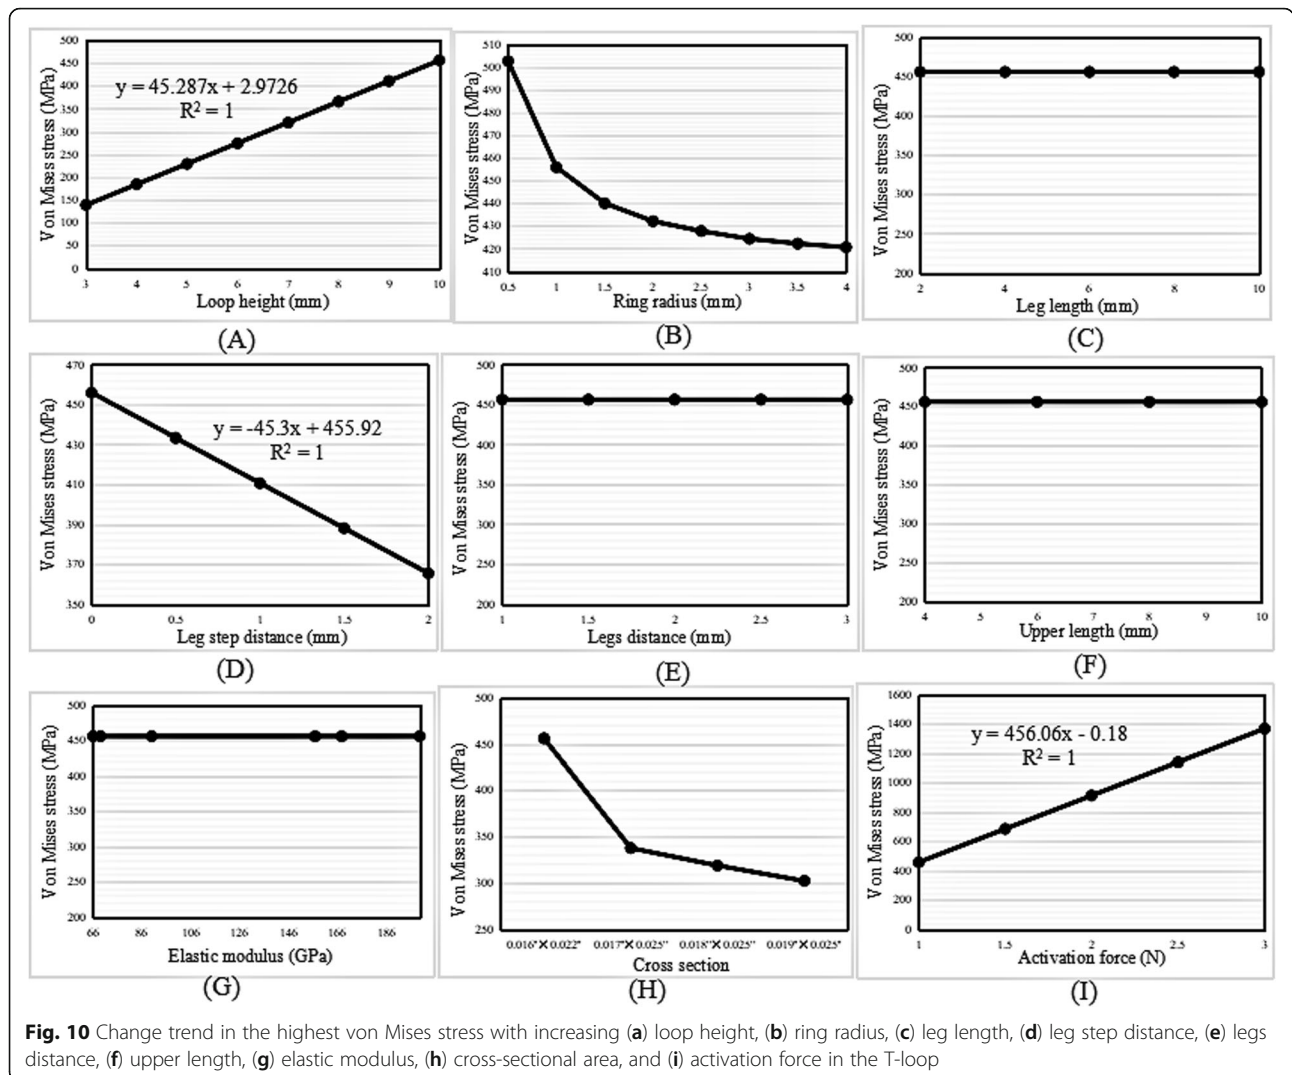 500
450
400
350
300
250
200
150
100
50
0
Von Mises stress (MPa)
y = 45.287x + 2.9726
R² = 1
3 4 5 6 7 8 9 10
Loop height (mm)
(A)
510
500
490
480
470
460
450
440
430
420
410
Von Mises stress (MPa)
0.5 1 1.5 2 2.5 3 3.5 4
Ring radius (mm)
(B)
500
450
400
350
300
250
200
Von Mises stress (MPa)
2 4 6 8 10
Leg length (mm)
(C)
470
450
430
410
390
370
350
Von Mises stress (MPa)
y = -45.3x + 455.92
R² = 1
0 0.5 1 1.5 2
Leg step distance (mm)
(D)
500
450
400
350
300
250
200
Von Mises stress (MPa)
1 1.5 2 2.5 3
Legs distance (mm)
(E)
500
450
400
350
300
250
200
Von Mises stress (MPa)
4 5 6 7 8 9 10
Upper length (mm)
(F)
500
450
400
350
300
250
200
Von Mises stress (MPa)
66 86 106 126 146 166 186
Elastic modulus (GPa)
(G)
500
450
400
350
300
250
Von Mises stress (MPa)
0.016"×0.022" 0.017"×0.025" 0.018"×0.025" 0.019"×0.025"
Cross section
(H)
1600
1400
1200
1000
800
600
400
200
0
Von Mises stress (MPa)
y = 456.06x - 0.18
R² = 1
1 1.5 2 2.5 3
Activation force (N)
(I)
Fig. 10 Change trend in the highest von Mises stress with increasing (a) loop height, (b) ring radius, (c) leg length, (d) leg step distance, (e) legs
distance, (f) upper length, (g) elastic modulus, (h) cross-sectional area, and (i) activation force in the T-loop